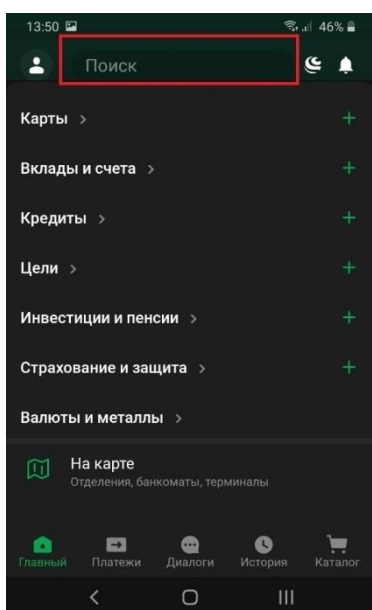 13:50 46%
Поиск
Карты
Вклады и счета
Кредиты
Цели
Инвестиции и пенсии
Страхование и защита
Валюты и металлы
На карте
Отделения, банкоматы, терминалы
Главный Платежи Диалоги История Каталог